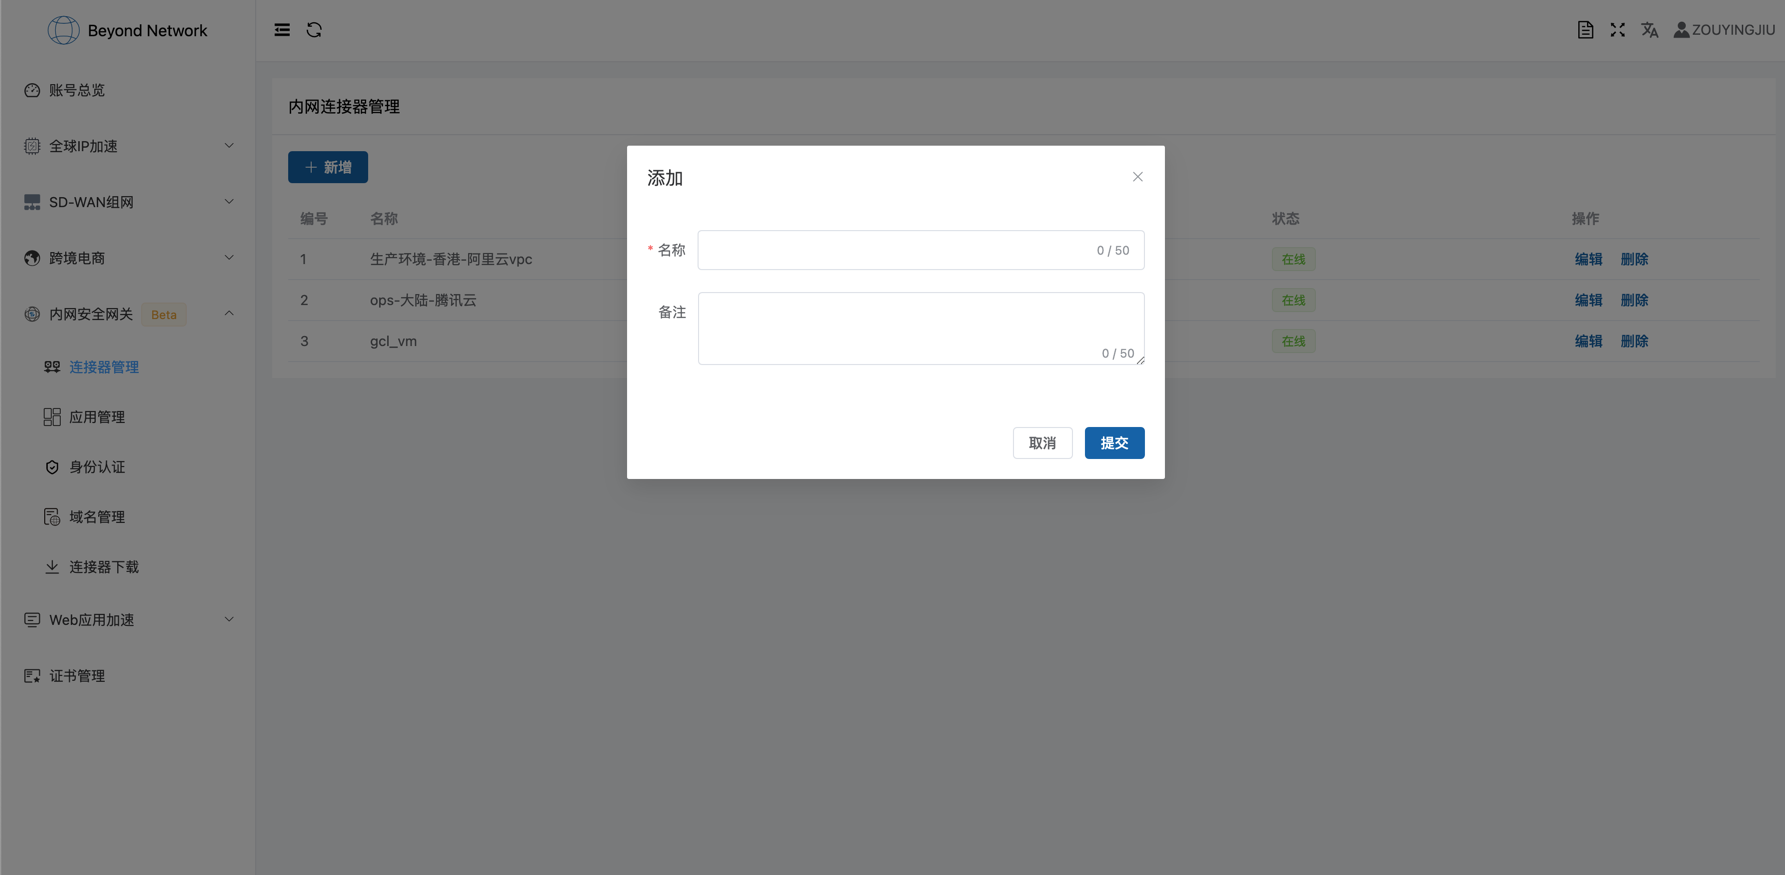 Beyond Network
ZOUYINGJIU
账号总览
全球IP加速
SD-WAN组网
跨境电商
内网安全网关 Beta
连接器管理
应用管理
身份认证
域名管理
连接器下载
Web应用加速
证书管理
内网连接器管理
+ 新增
编号 名称 状态 操作
1 生产环境-香港-阿里云vpc 在线 编辑 删除
2 ops-大陆-腾讯云 在线 编辑 删除
3 gcl_vm 在线 编辑 删除
添加
* 名称 0 / 50
备注 0 / 50
取消 提交